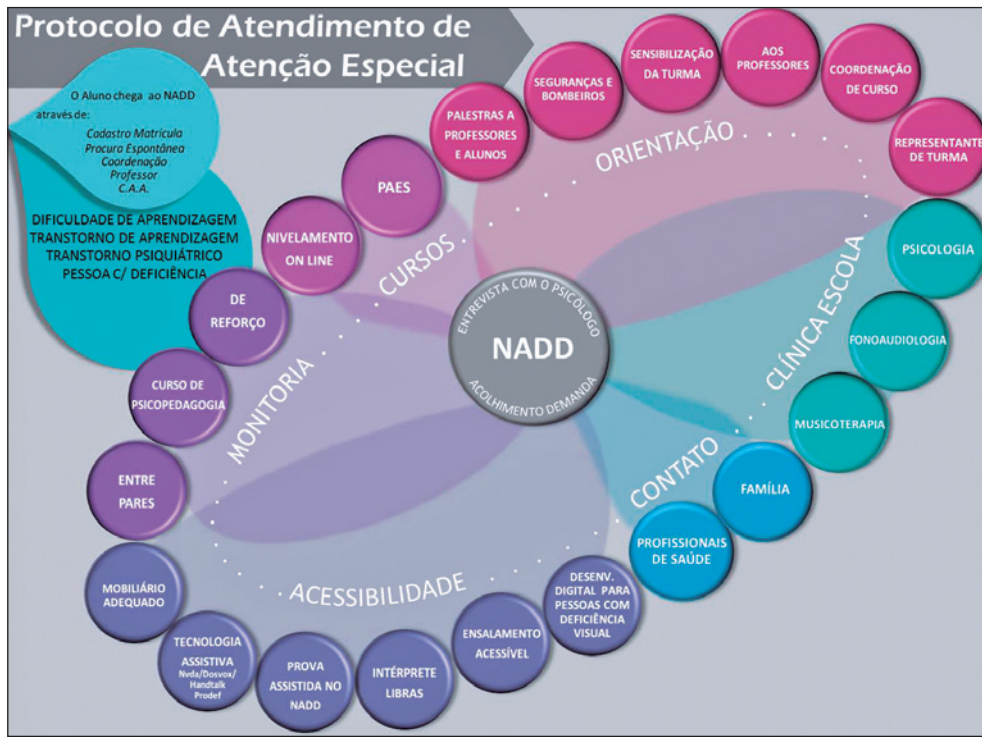 Protocolo de Atendimento de
Atenção Especial
O Aluno chega ao NADD
através de:
Cadastro Matrícula
Procura Espontânea
Coordenação
Professor
C.A.A.
DIFICULDADE DE APRENDIZAGEM
TRANSTORNO DE APRENDIZAGEM
TRANSTORNO PSIQUIÁTRICO
PESSOA C/ DEFICIÊNCIA
ENTREVISTA COM O PSICÓLOGO
NADD
ACOLHIMENTO DEMANDA
ORIENTAÇÃO
PALESTRAS A
PROFESSORES
E ALUNOS
SEGURANÇAS E
BOMBEIROS
SENSIBILIZAÇÃO
DA TURMA
AOS
PROFESSORES
COORDENAÇÃO
DE CURSO
REPRESENTANTE
DE TURMA
CLÍNICA ESCOLA
PSICOLOGIA
FONOAUDIOLOGIA
MUSICOTERAPIA
CONTATO
FAMÍLIA
PROFISSIONAIS
DE SAÚDE
ACESSIBILIDADE
DESENV.
DIGITAL PARA
PESSOAS COM
DEFICIÊNCIA
VISUAL
ENSALAMENTO
ACESSÍVEL
INTÉRPRETE
LIBRAS
PROVA
ASSISTIDA NO
NADD
TECNOLOGIA
ASSISTIVA
Nvda/Dosvox/
Handtalk
Prodef
MOBILIÁRIO
ADEQUADO
MONITORIA
ENTRE
PARES
CURSO DE
PSICOPEDAGOGIA
DE
REFORÇO
CURSOS
NIVELAMENTO
ON LINE
PAES